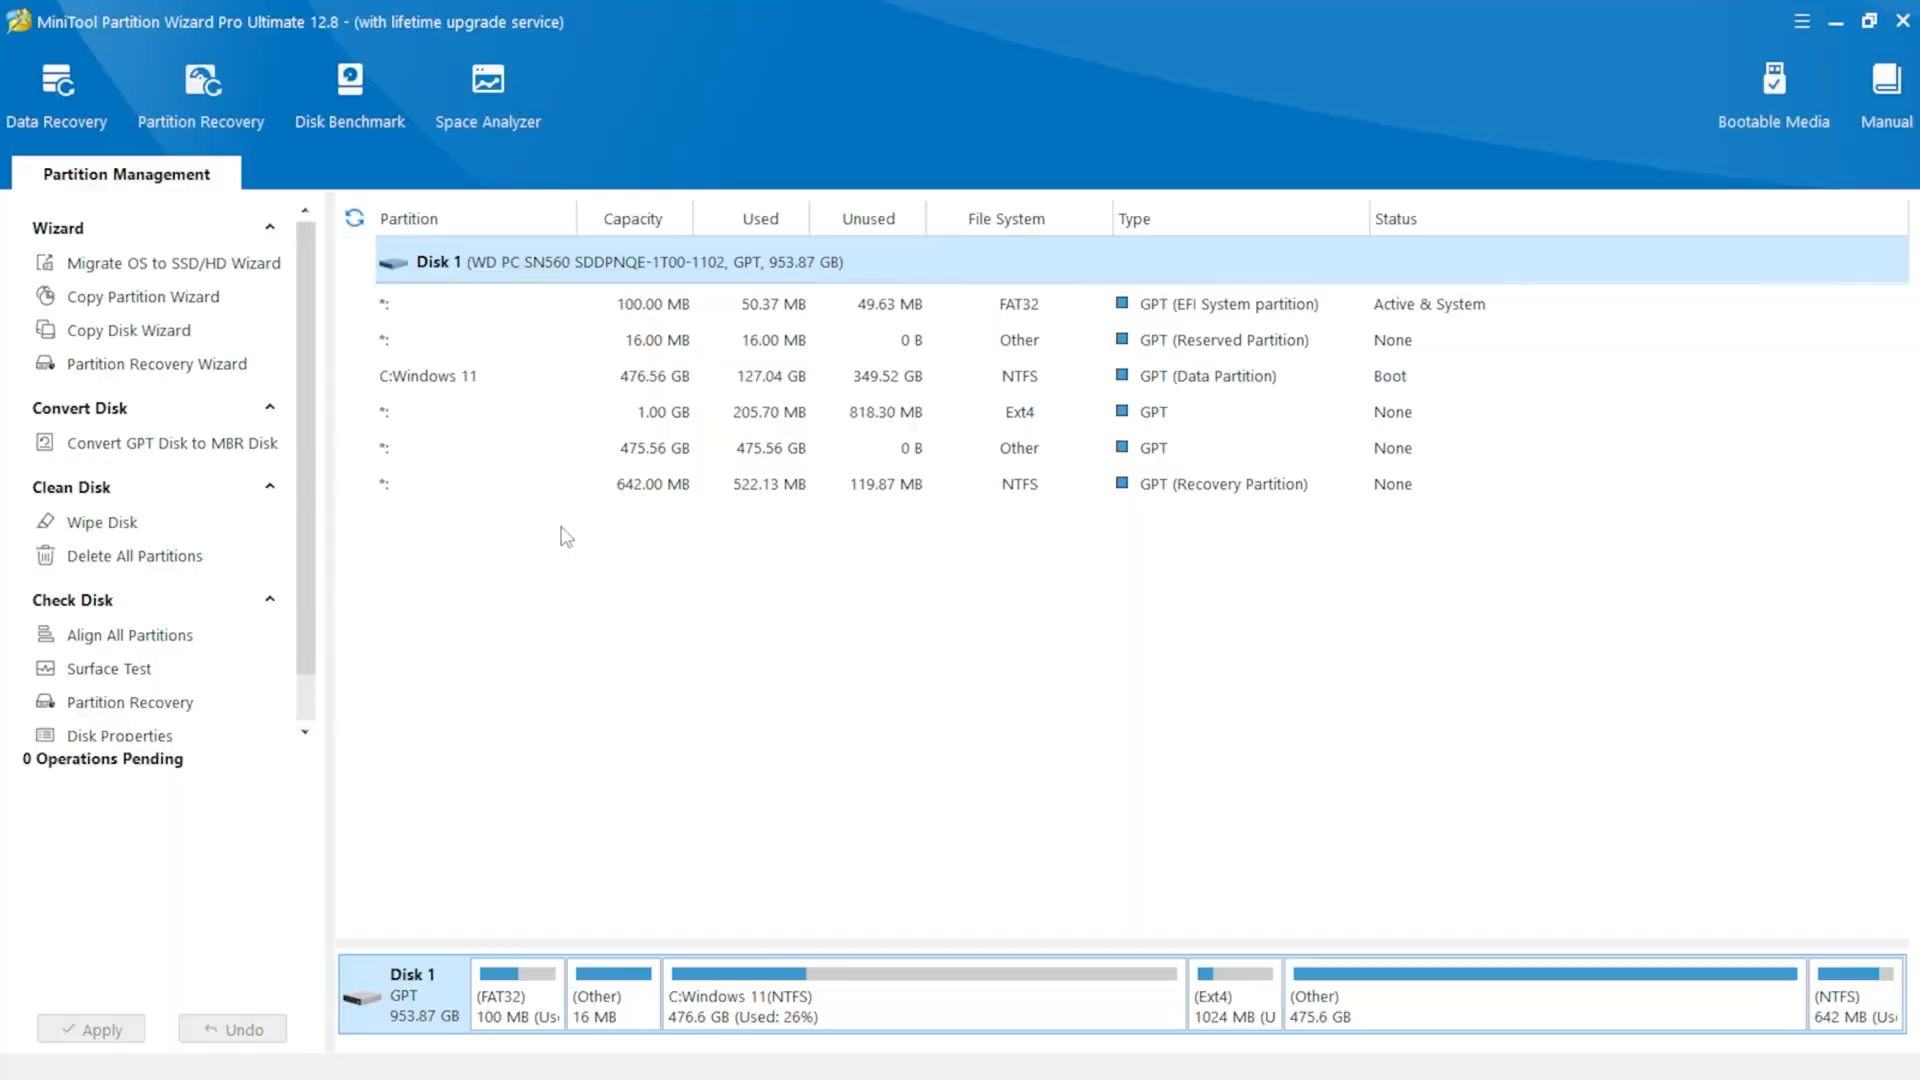 MiniTool Partition Wizard Pro Ultimate 12.8 - (with lifetime upgrade service)
Data Recovery
Partition Recovery
Disk Benchmark
Space Analyzer
Bootable Media
Manual
Partition Management
Wizard
Migrate OS to SSD/HD Wizard
Copy Partition Wizard
Copy Disk Wizard
Partition Recovery Wizard
Convert Disk
Convert GPT Disk to MBR Disk
Clean Disk
Wipe Disk
Delete All Partitions
Check Disk
Align All Partitions
Surface Test
Partition Recovery
Disk Properties
0 Operations Pending
Apply Undo
Partition Capacity Used Unused File System Type Status
Disk 1 (WD PC SN560 SDDPNQE-1T00-1102, GPT, 953.87 GB)
*: 100.00 MB 50.37 MB 49.63 MB FAT32 GPT (EFI System partition) Active & System
*: 16.00 MB 16.00 MB 0 B Other GPT (Reserved Partition) None
C:Windows 11 476.56 GB 127.04 GB 349.52 GB NTFS GPT (Data Partition) Boot
*: 1.00 GB 205.70 MB 818.30 MB Ext4 GPT None
*: 475.56 GB 475.56 GB 0 B Other GPT None
*: 642.00 MB 522.13 MB 119.87 MB NTFS GPT (Recovery Partition) None
Disk 1
GPT
953.87 GB
(FAT32)
100 MB (Us
(Other)
16 MB
C:Windows 11(NTFS)
476.6 GB (Used: 26%)
(Ext4)
1024 MB (U
(Other)
475.6 GB
(NTFS)
642 MB (Us